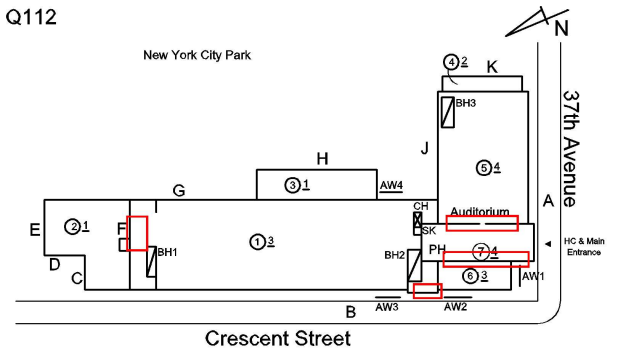 Q112
N
New York City Park
4 2
K
BH3
37th Avenue
J
H
5 4
3 1
AW4
G
A
CH
Auditorium
E
2 1
F
SK
1 3
PH
7 4
HC & Main
Entrance
BH1
BH2
D
C
6 3
AW1
AW3
AW2
B
Crescent Street